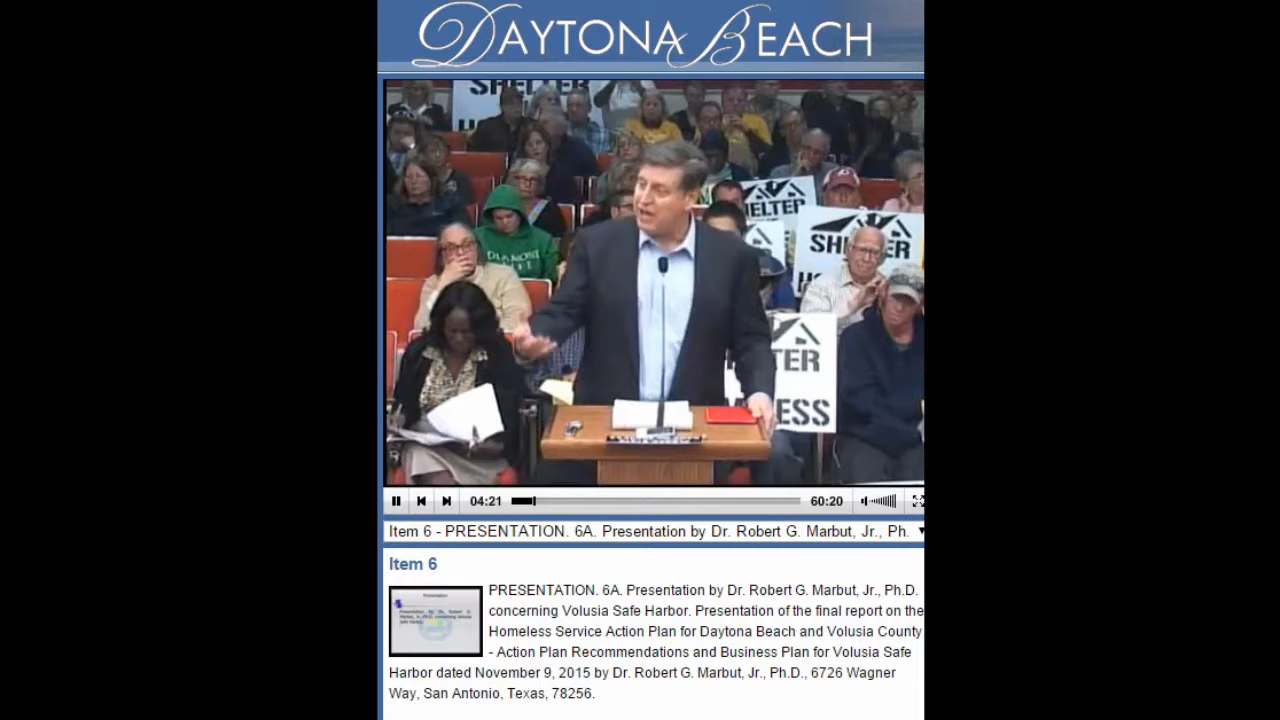 DAYTONA BEACH
SHELTER
DIAMOND
SHELTER
SHELTER
TER
ESS
04:21
60:20
Item 6 - PRESENTATION. 6A. Presentation by Dr. Robert G. Marbut, Jr., Ph.
Item 6
PRESENTATION. 6A. Presentation by Dr. Robert G. Marbut, Jr., Ph.D.
concerning Volusia Safe Harbor. Presentation of the final report on the
Homeless Service Action Plan for Daytona Beach and Volusia County
- Action Plan Recommendations and Business Plan for Volusia Safe
Harbor dated November 9, 2015 by Dr. Robert G. Marbut, Jr., Ph.D., 6726 Wagner
Way, San Antonio, Texas, 78256.